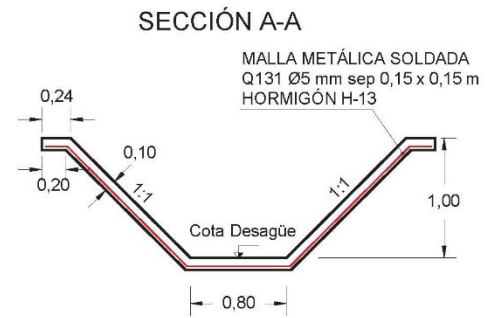 SECCIÓN A-A
MALLA METÁLICA SOLDADA
Q131 Ø5 mm sep 0,15 x 0,15 m
HORMIGÓN H-13
0,24
0,10
0,20
1:1
1:1
1,00
Cota Desagüe
0,80